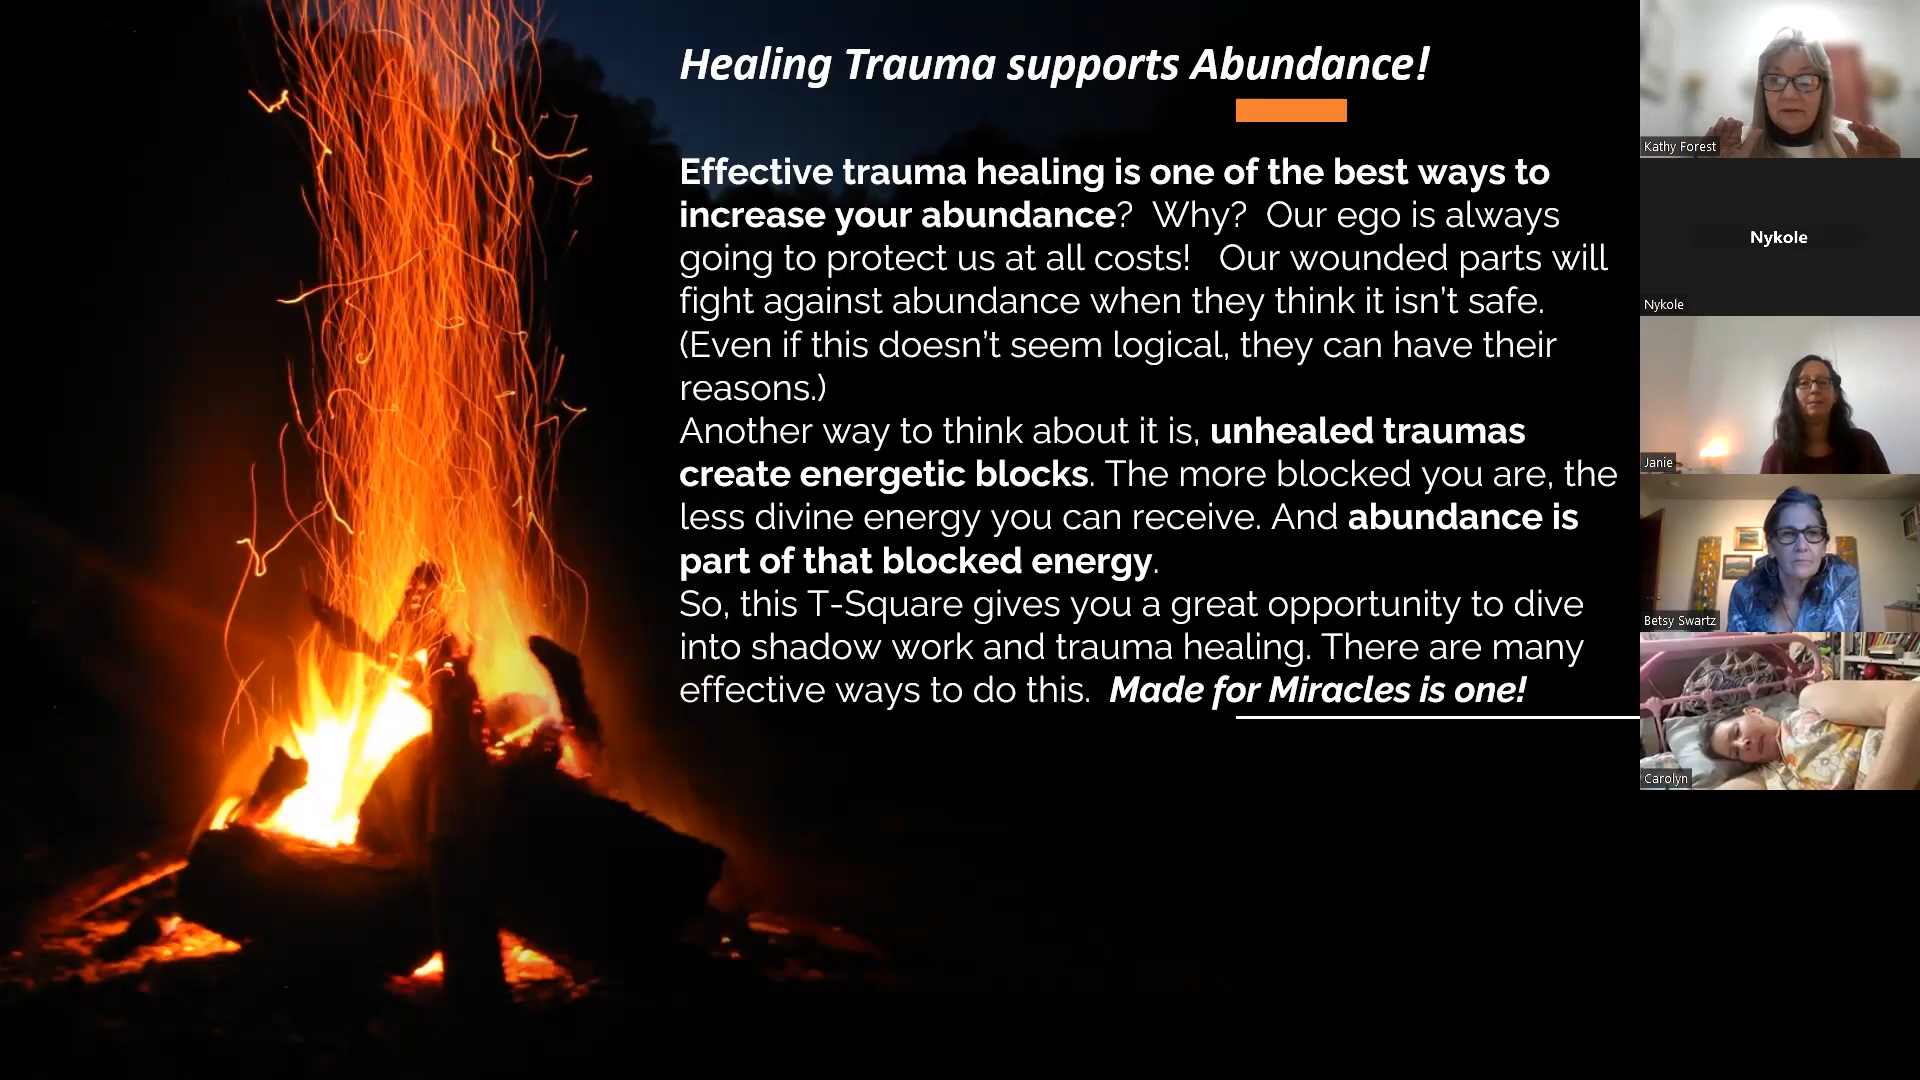 Healing Trauma supports Abundance!
Effective trauma healing is one of the best ways to
increase your abundance?  Why?  Our ego is always
going to protect us at all costs!   Our wounded parts will
fight against abundance when they think it isn't safe.
(Even if this doesn't seem logical, they can have their
reasons.)
Another way to think about it is, unhealed traumas
create energetic blocks. The more blocked you are, the
less divine energy you can receive. And abundance is
part of that blocked energy.
So, this T-Square gives you a great opportunity to dive
into shadow work and trauma healing. There are many
effective ways to do this.  Made for Miracles is one!
Kathy Forest
Nykole
Nykole
Janie
Betsy Swartz
Carolyn